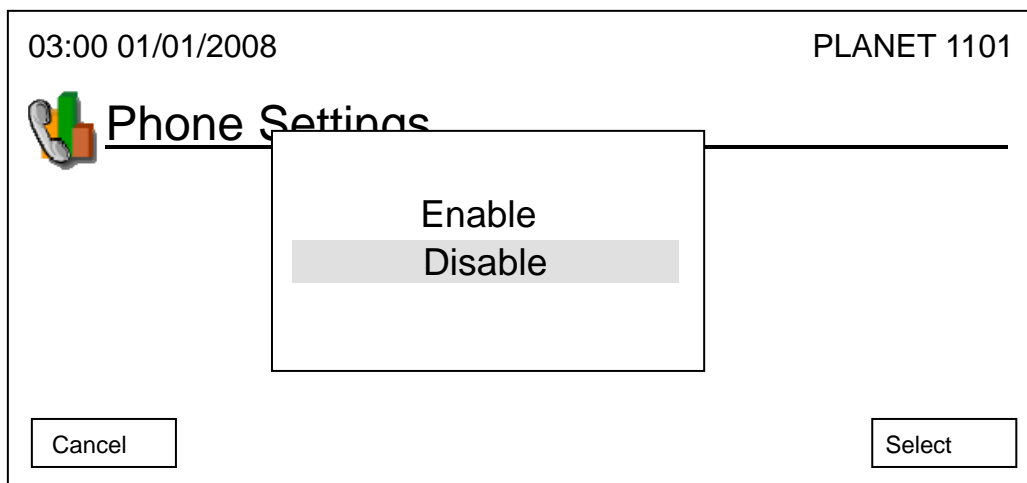 03:00 01/01/2008 PLANET 1101
Phone Settings
Enable
Disable
Cancel Select